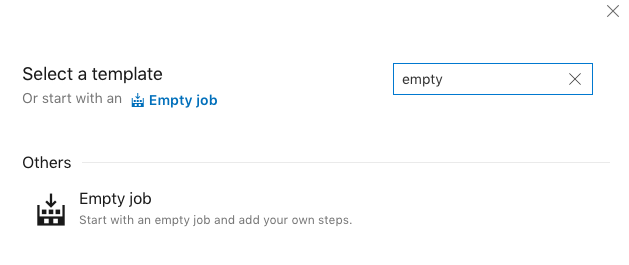 Select a template
empty
Or start with an Empty job
Others
Empty job
Start with an empty job and add your own steps.